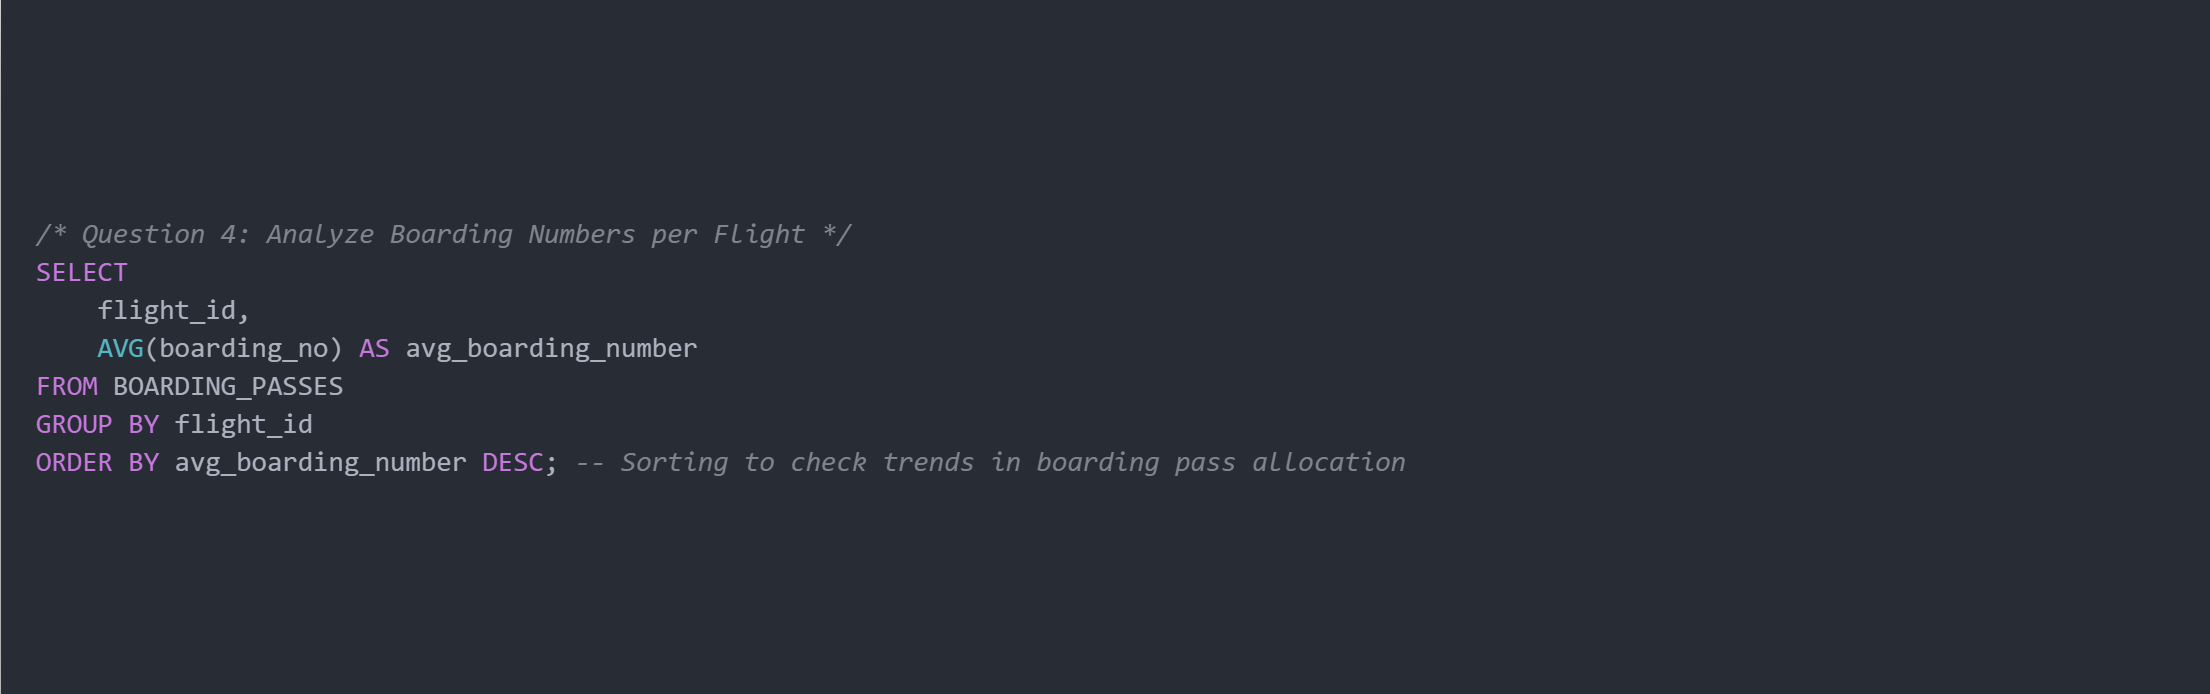 /* Question 4: Analyze Boarding Numbers per Flight */
SELECT
    flight_id,
    AVG(boarding_no) AS avg_boarding_number
FROM BOARDING_PASSES
GROUP BY flight_id
ORDER BY avg_boarding_number DESC; -- Sorting to check trends in boarding pass allocation